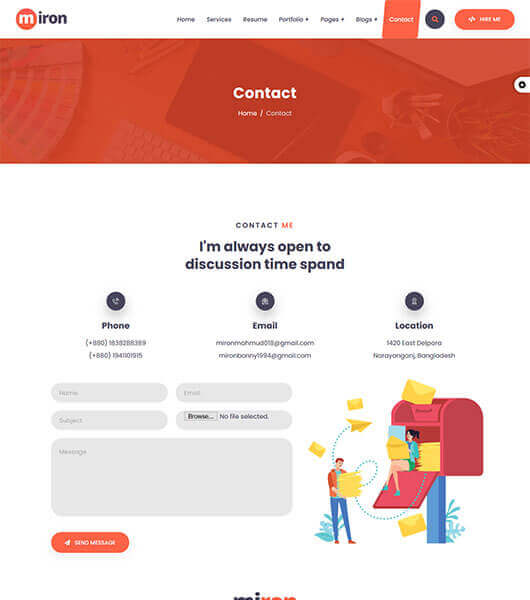 miron
Home Services Resume Portfolio + Pages + Blogs + Contact
HIRE ME
Contact
Home / Contact
CONTACT ME
I'm always open to
discussion time spand
Phone Email Location
(+880) 1838288389 mironmahmud018@gmail.com 1420 East Delpara
(+880) 1941101915 mironbonny1994@gmail.com Narayanganj, Bangladesh
Name Email
Subject Browse... No file selected.
Message
SEND MESSAGE
miron